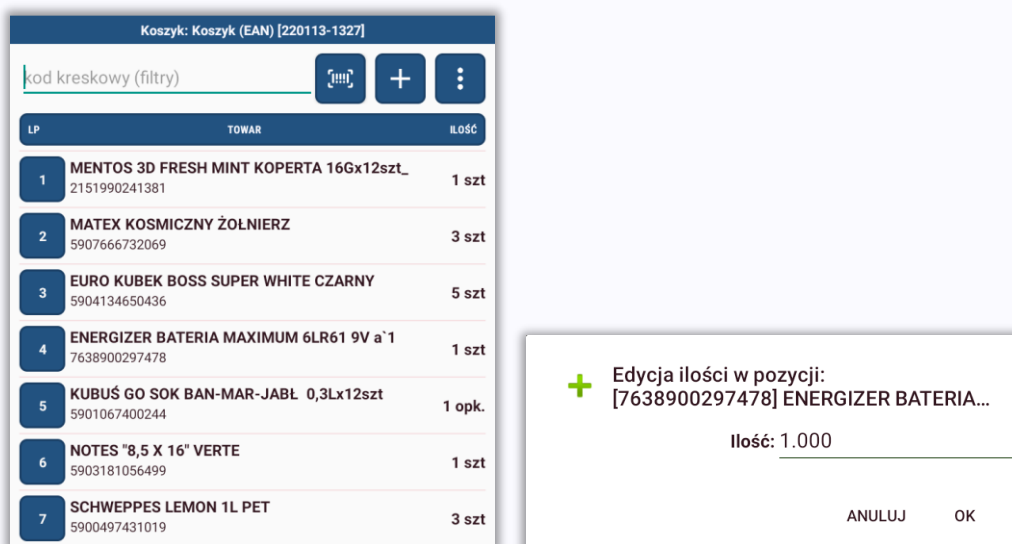 Koszyk: Koszyk (EAN) [220113-1327]
kod kreskowy (filtry)
LP TOWAR ILOŚĆ
1 MENTOS 3D FRESH MINT KOPERTA 16Gx12szt_ 1 szt
2151990241381
2 MATEX KOSMICZNY ŻOŁNIERZ 3 szt
5907666732069
3 EURO KUBEK BOSS SUPER WHITE CZARNY 5 szt
5904134650436
4 ENERGIZER BATERIA MAXIMUM 6LR61 9V a`1 1 szt
7638900297478
5 KUBUŚ GO SOK BAN-MAR-JABŁ 0,3Lx12szt 1 opk.
5901067400244
6 NOTES "8,5 X 16" VERTE 1 szt
5903181056499
7 SCHWEPPES LEMON 1L PET 3 szt
5900497431019
Edycja ilości w pozycji:
[7638900297478] ENERGIZER BATERIA...
Ilość: 1.000
ANULUJ OK